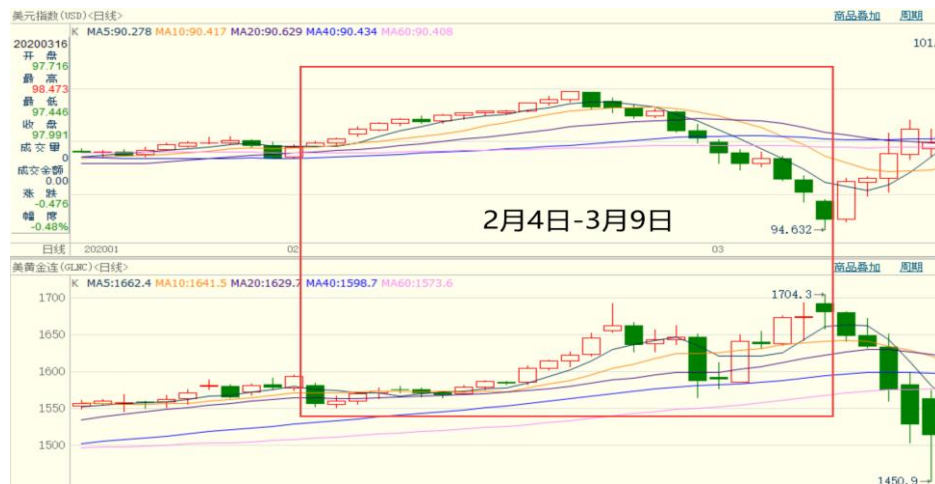 美元指数(USD)<日线> 商品叠加 周期
K MA5:90.278 MA10:90.417 MA20:90.629 MA40:90.434 MA60:90.408
20200316 101.
开 盘
97.716
最 高
98.473
最 低
97.446
收 盘
97.991
成交量
0
成交金额
0.00
涨 跌
-0.476
幅 度
-0.48%
2月4日-3月9日
94.632→
日线 202001 02 03
美黄金连(GLNC)<日线> 商品叠加 周期
K MA5:1662.4 MA10:1641.5 MA20:1629.7 MA40:1598.7 MA60:1573.6
1700 1704.3→
1650
1600
1550
1500
1450.9→